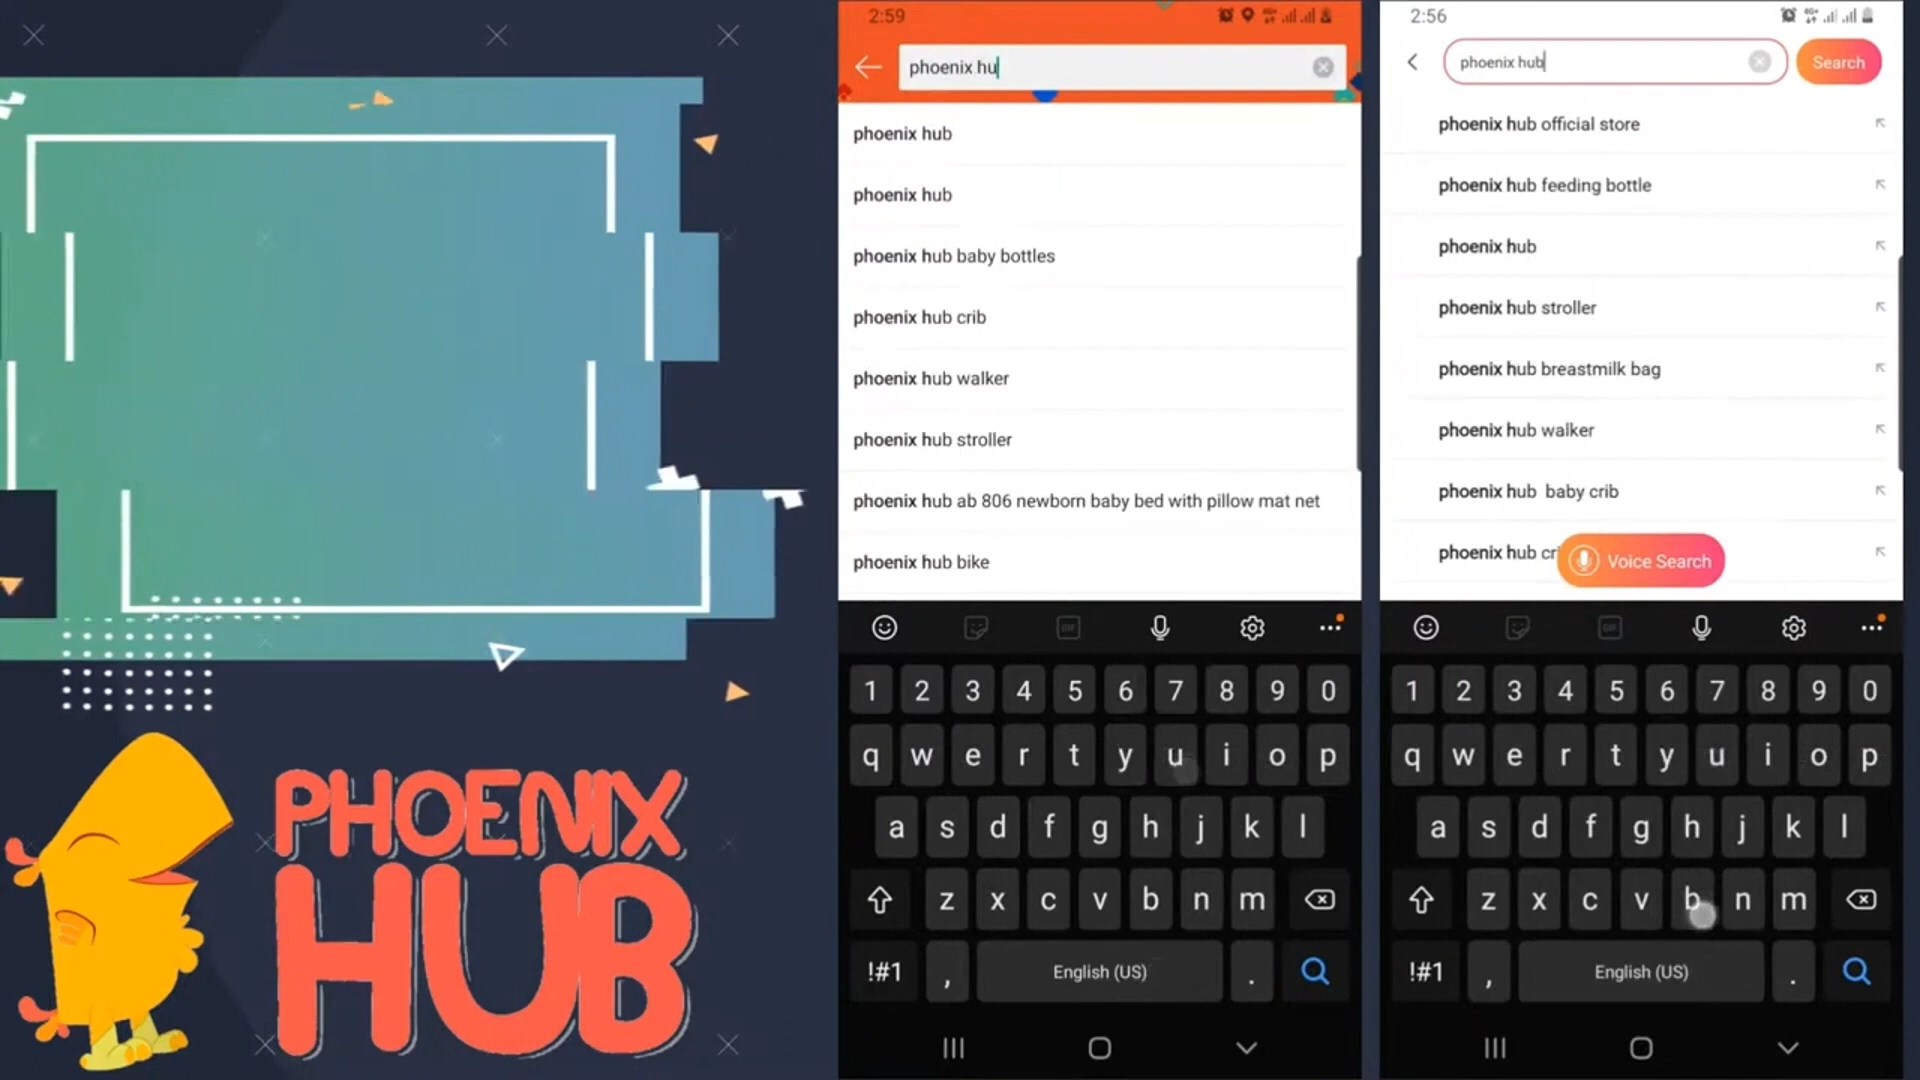 PHOENIX
HUB
2:59
phoenix hu
phoenix hub
phoenix hub
phoenix hub baby bottles
phoenix hub crib
phoenix hub walker
phoenix hub stroller
phoenix hub ab 806 newborn baby bed with pillow mat net
phoenix hub bike
GIF
1 2 3 4 5 6 7 8 9 0
q w e r t y u i o p
a s d f g h j k l
z x c v b n m
!#1 , English (US) .
2:56
phoenix hub
Search
phoenix hub official store
phoenix hub feeding bottle
phoenix hub
phoenix hub stroller
phoenix hub breastmilk bag
phoenix hub walker
phoenix hub baby crib
phoenix hub cri
Voice Search
GIF
1 2 3 4 5 6 7 8 9 0
q w e r t y u i o p
a s d f g h j k l
z x c v b n m
!#1 , English (US) .